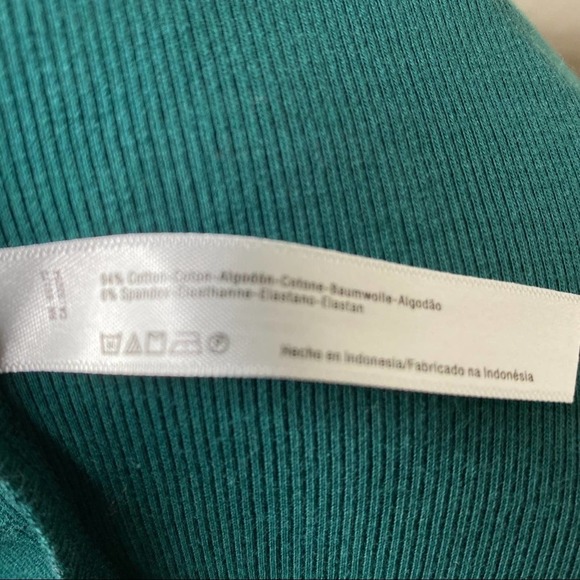 94% Cotton-Coton-Algodón-Cotone-Baumwolle-Algodão
6% Spandex-Elasthanne-Elastano-Elastan
Hecho en Indonesia/Fabricado na Indonésia